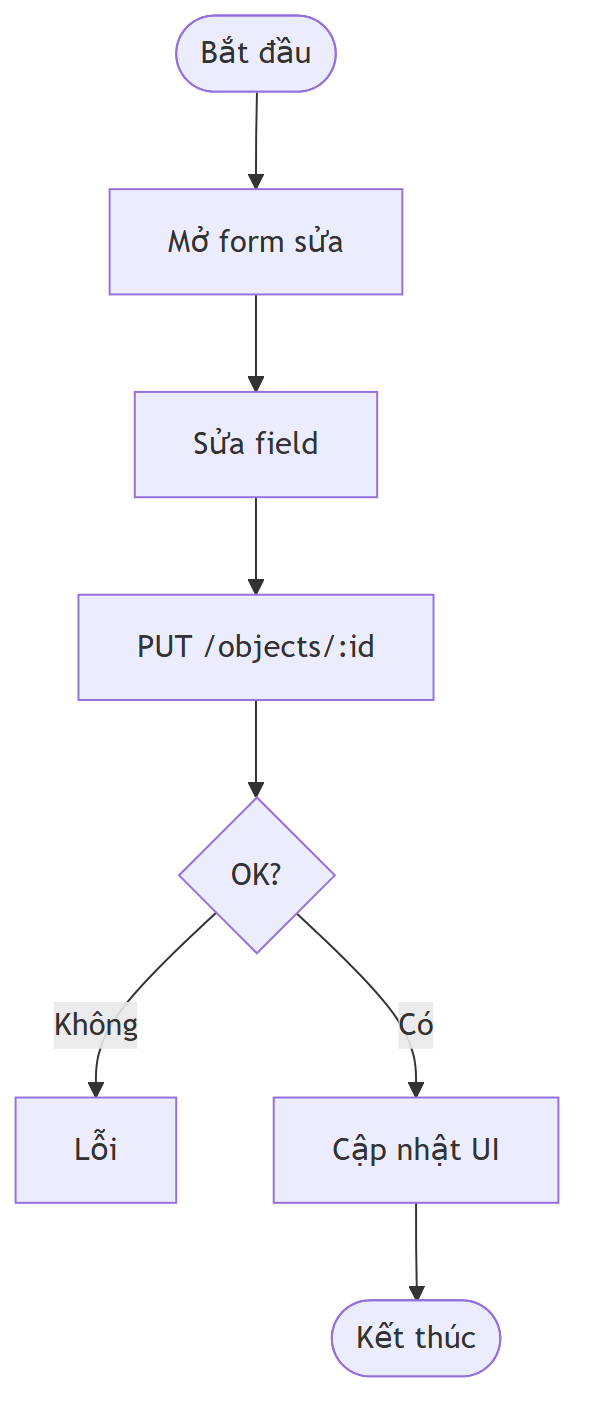 Bắt đầu
Mở form sửa
Sửa field
PUT /objects/:id
OK?
Không
Có
Lỗi
Cập nhật UI
Kết thúc